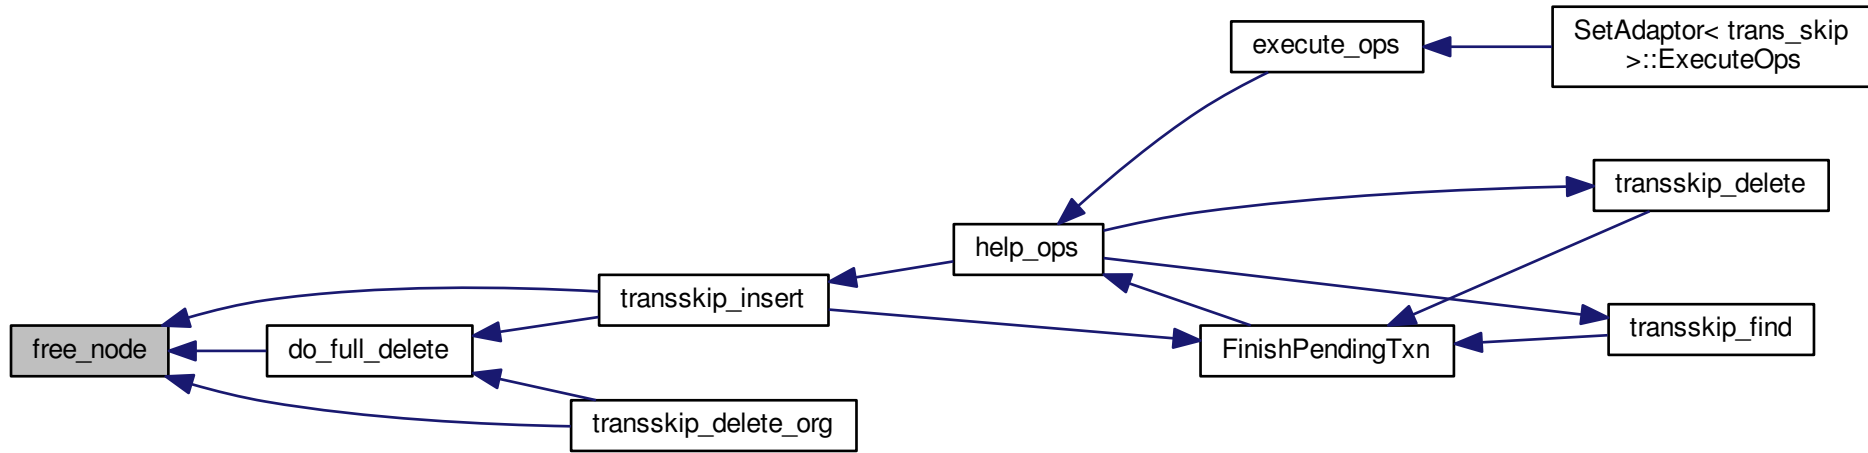 execute_ops
SetAdaptor< trans_skip
>::ExecuteOps
transskip_delete
help_ops
transskip_insert
transskip_find
free_node
do_full_delete
FinishPendingTxn
transskip_delete_org